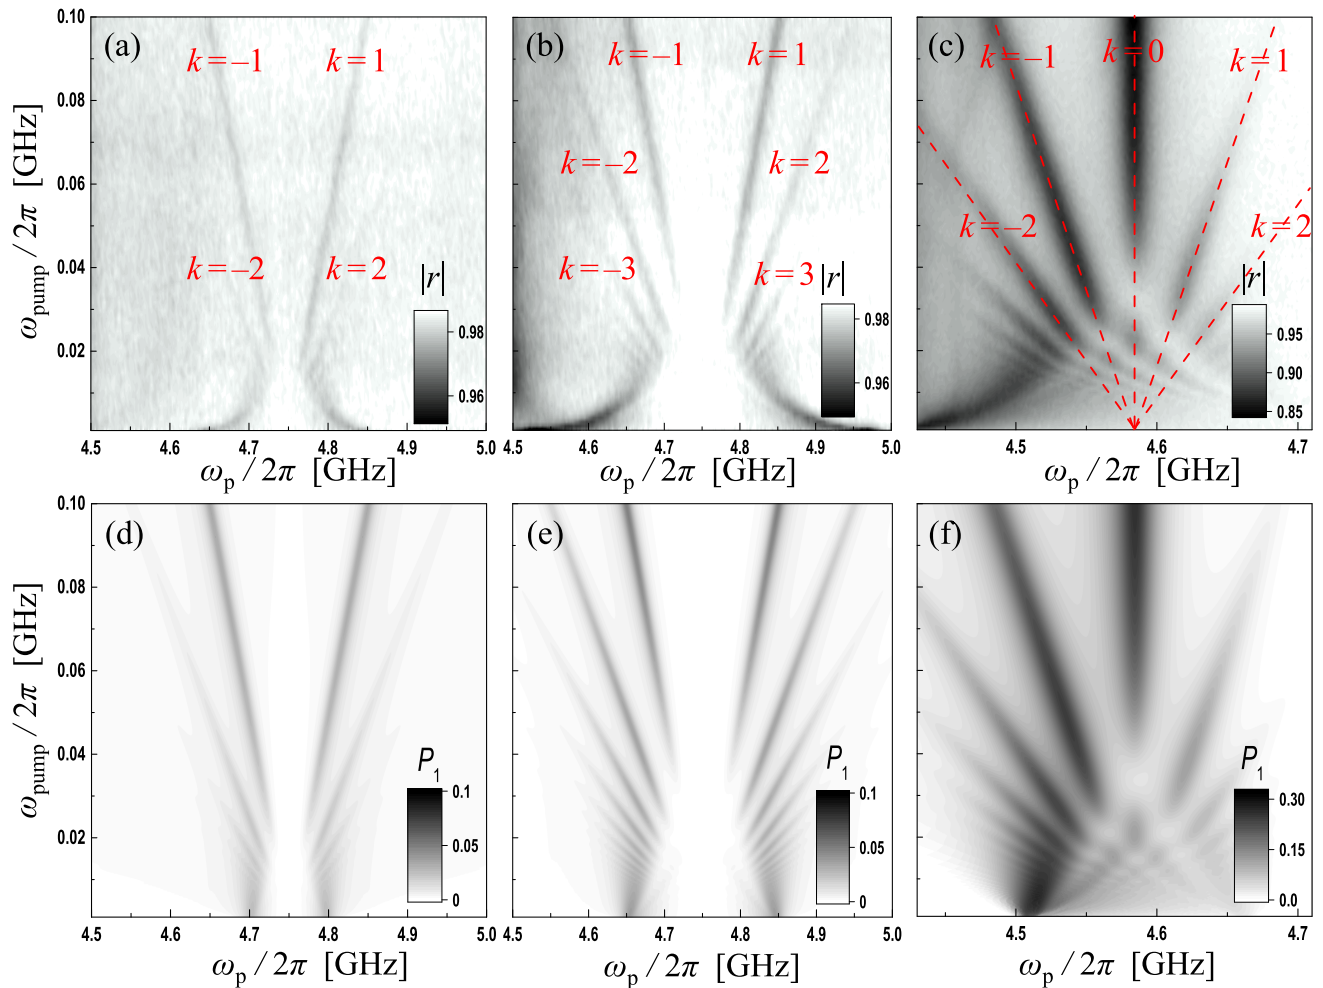 (a)
k=–1
k=1
k=–2
k=2
|r|
0.98
0.96
0.10
0.10
0.08
0.06
0.04
0.02
ω_pump / 2π [GHz]
4.5 4.6 4.7 4.8 4.9 5.0
ω_p / 2π [GHz]
(b)
k=–1
k=1
k=–2
k=2
k=–3
k=3
|r|
0.98
0.96
4.5 4.6 4.7 4.8 4.9 5.0
ω_p / 2π [GHz]
(c)
k=–1
k=0
k=1
k=–2
k=2
|r|
0.95
0.90
0.85
4.5 4.6 4.7
ω_p / 2π [GHz]
(d)
P_1
0.1
0.05
0
0.10
0.08
0.06
0.04
0.02
ω_pump / 2π [GHz]
4.5 4.6 4.7 4.8 4.9 5.0
ω_p / 2π [GHz]
(e)
P_1
0.1
0.05
0
4.5 4.6 4.7 4.8 4.9 5.0
ω_p / 2π [GHz]
(f)
P_1
0.30
0.15
0.0
4.5 4.6 4.7
ω_p / 2π [GHz]